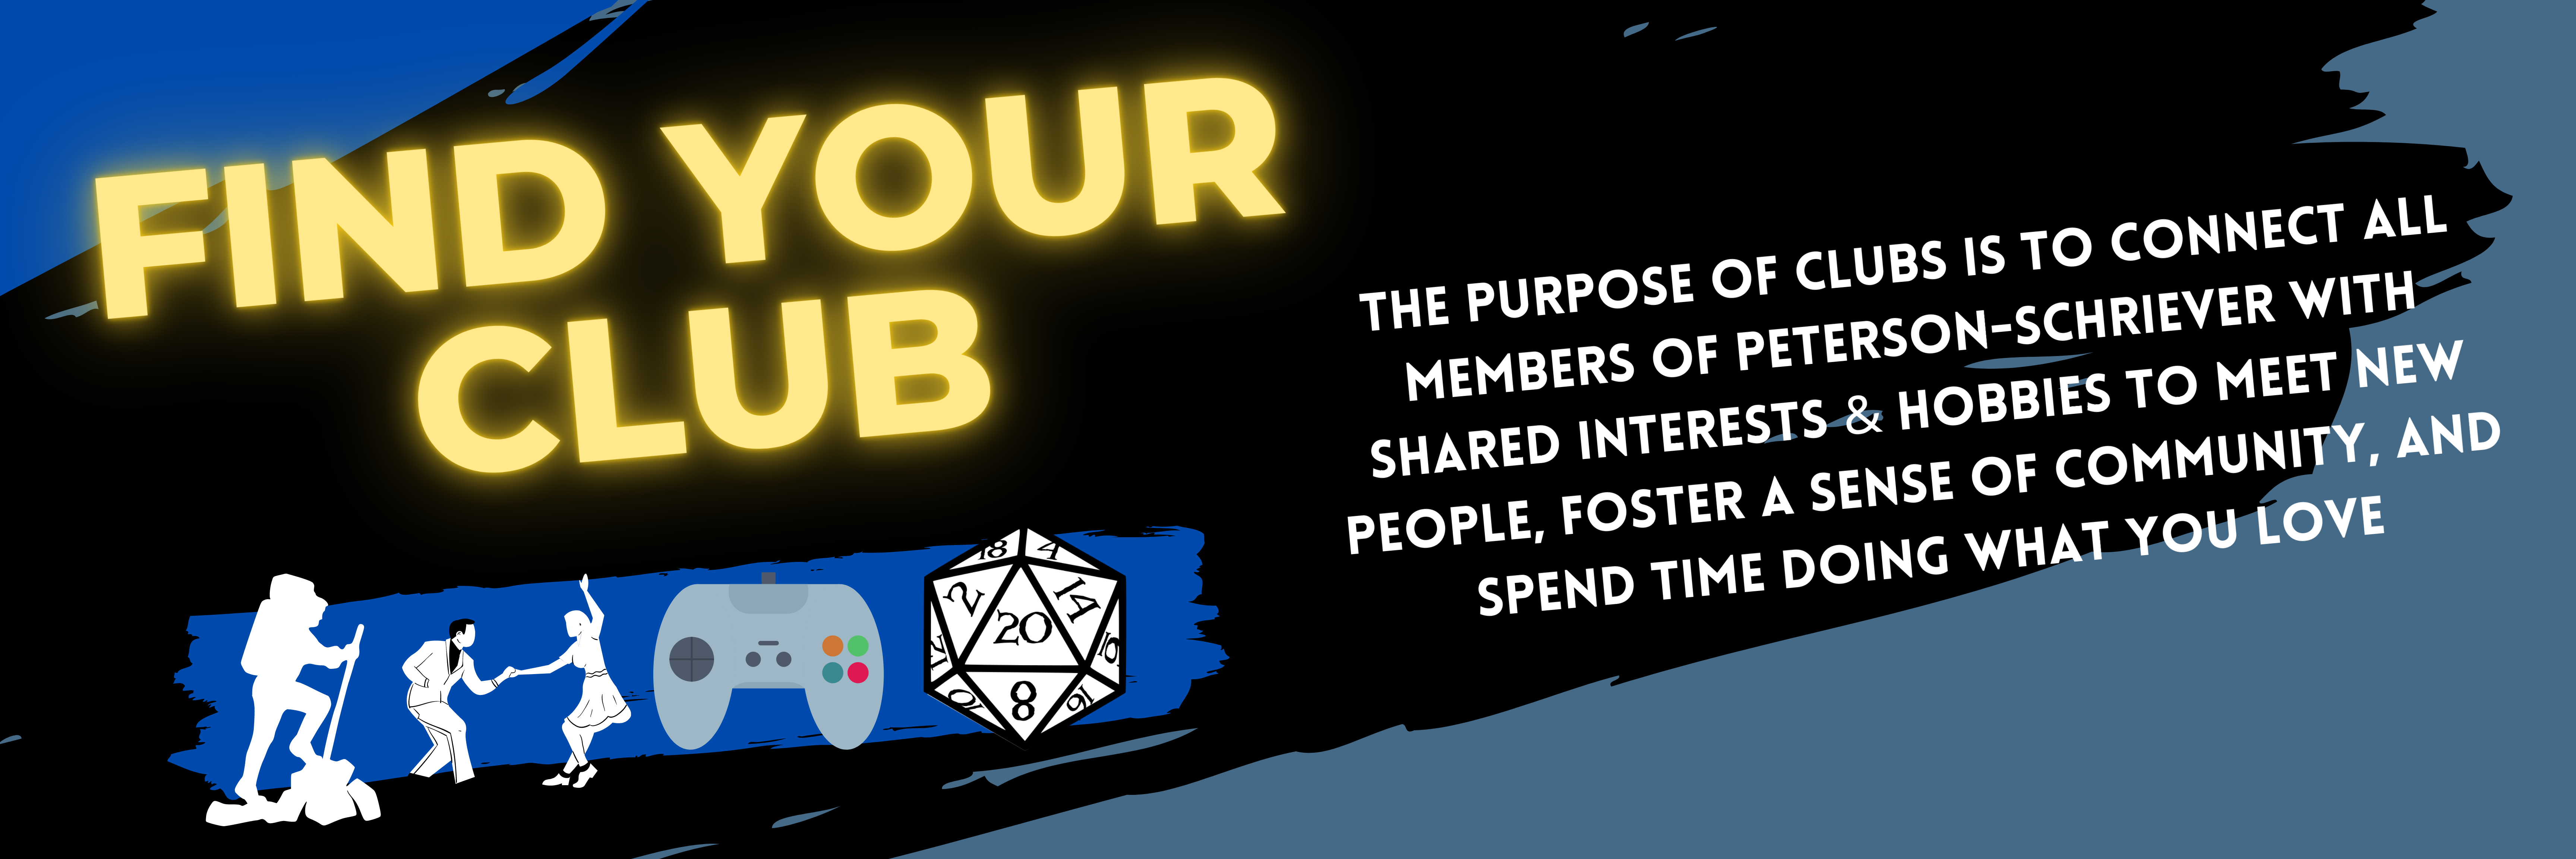 FIND YOUR
CLUB
THE PURPOSE OF CLUBS IS TO CONNECT ALL
MEMBERS OF PETERSON-SCHRIEVER WITH
SHARED INTERESTS & HOBBIES TO MEET NEW
PEOPLE, FOSTER A SENSE OF COMMUNITY, AND
SPEND TIME DOING WHAT YOU LOVE
18 4
2 14
20
8
10 16